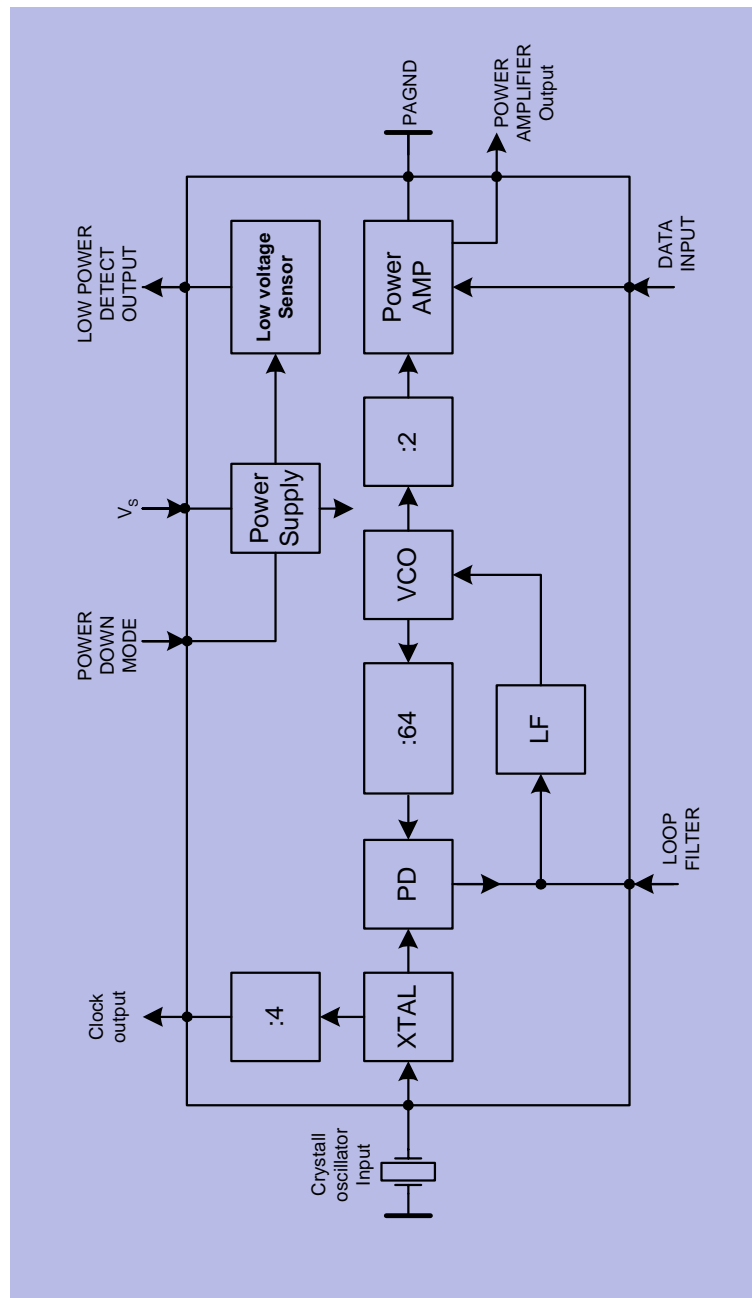 Clock
output
POWER
DOWN
MODE
VS
LOW POWER
DETECT
OUTPUT
:4
Power
Supply
Low voltage
Sensor
Crystall
oscillator
Input
XTAL
PD
:64
VCO
:2
Power
AMP
PAGND
LF
POWER
AMPLIFIER
Output
LOOP
FILTER
DATA
INPUT